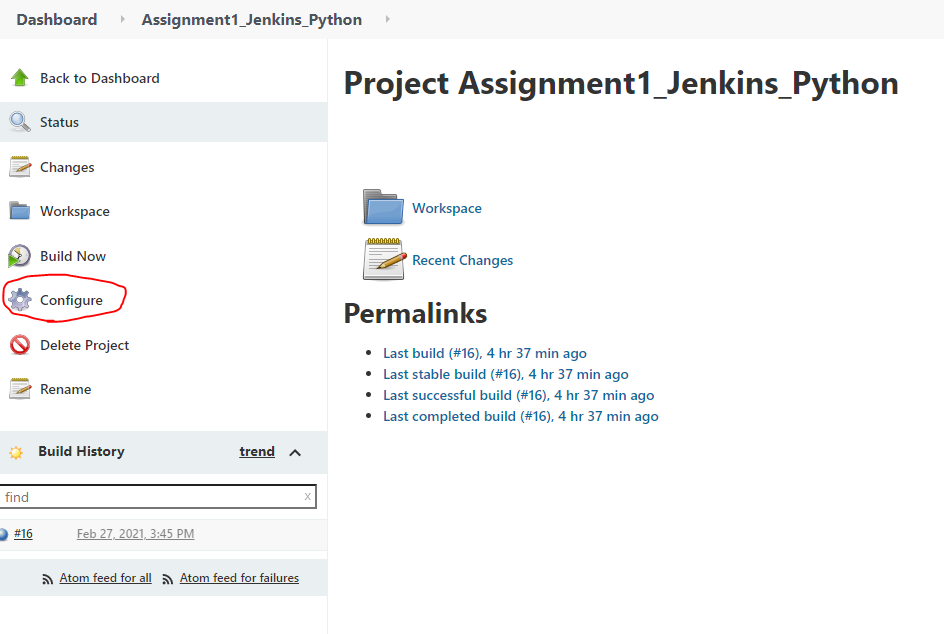 Dashboard Assignment1_Jenkins_Python
Back to Dashboard
Status
Changes
Workspace
Build Now
Configure
Delete Project
Rename
Build History trend
find x
#16 Feb 27, 2021, 3:45 PM
Atom feed for all Atom feed for failures
Project Assignment1_Jenkins_Python
Workspace
Recent Changes
Permalinks
Last build (#16), 4 hr 37 min ago
Last stable build (#16), 4 hr 37 min ago
Last successful build (#16), 4 hr 37 min ago
Last completed build (#16), 4 hr 37 min ago